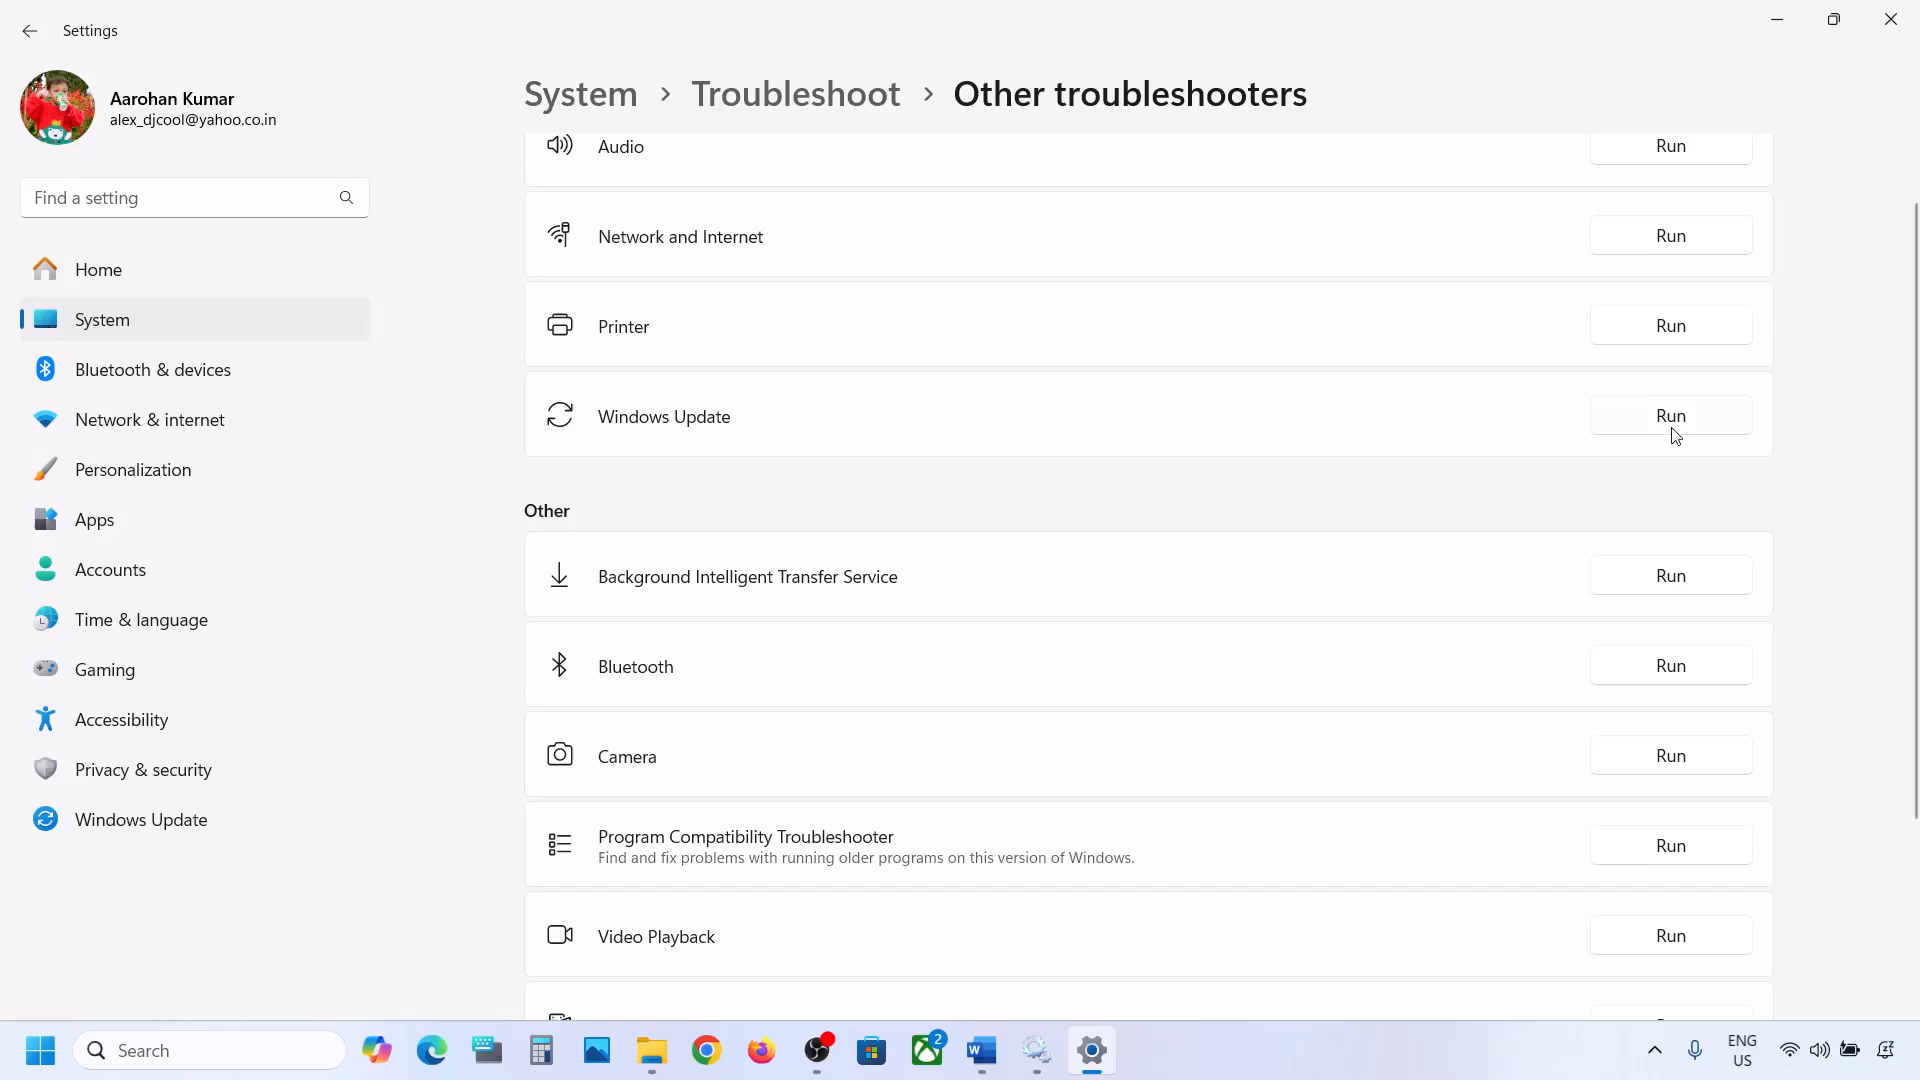 Settings
Aarohan Kumar
alex_djcool@yahoo.co.in
Find a setting
Home
System
Bluetooth & devices
Network & internet
Personalization
Apps
Accounts
Time & language
Gaming
Accessibility
Privacy & security
Windows Update
System > Troubleshoot > Other troubleshooters
Audio Run
Network and Internet Run
Printer Run
Windows Update Run
Other
Background Intelligent Transfer Service Run
Bluetooth Run
Camera Run
Program Compatibility Troubleshooter Run
Find and fix problems with running older programs on this version of Windows.
Video Playback Run
Search
2
ENG
US